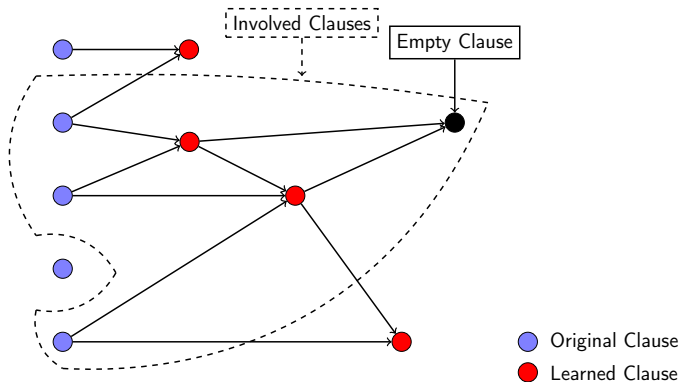 Involved Clauses
Empty Clause
Original Clause
Learned Clause